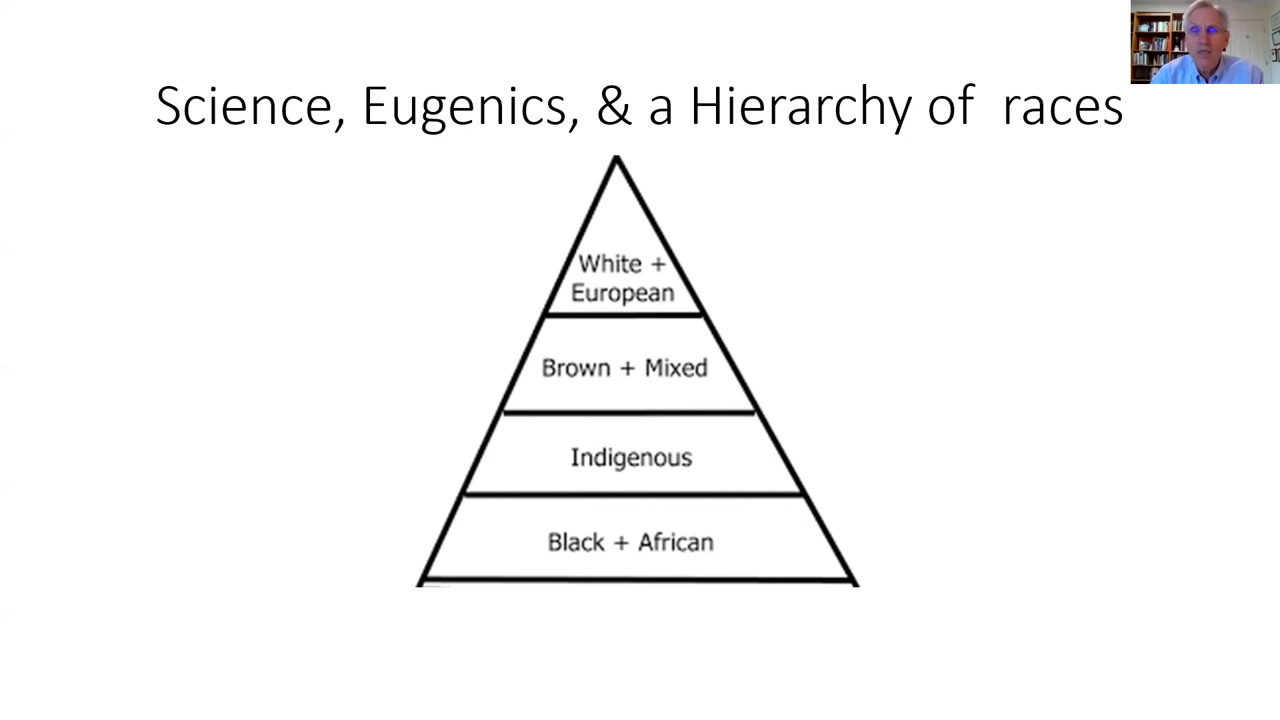 Science, Eugenics, & a Hierarchy of  races
White +
European
Brown + Mixed
Indigenous
Black + African